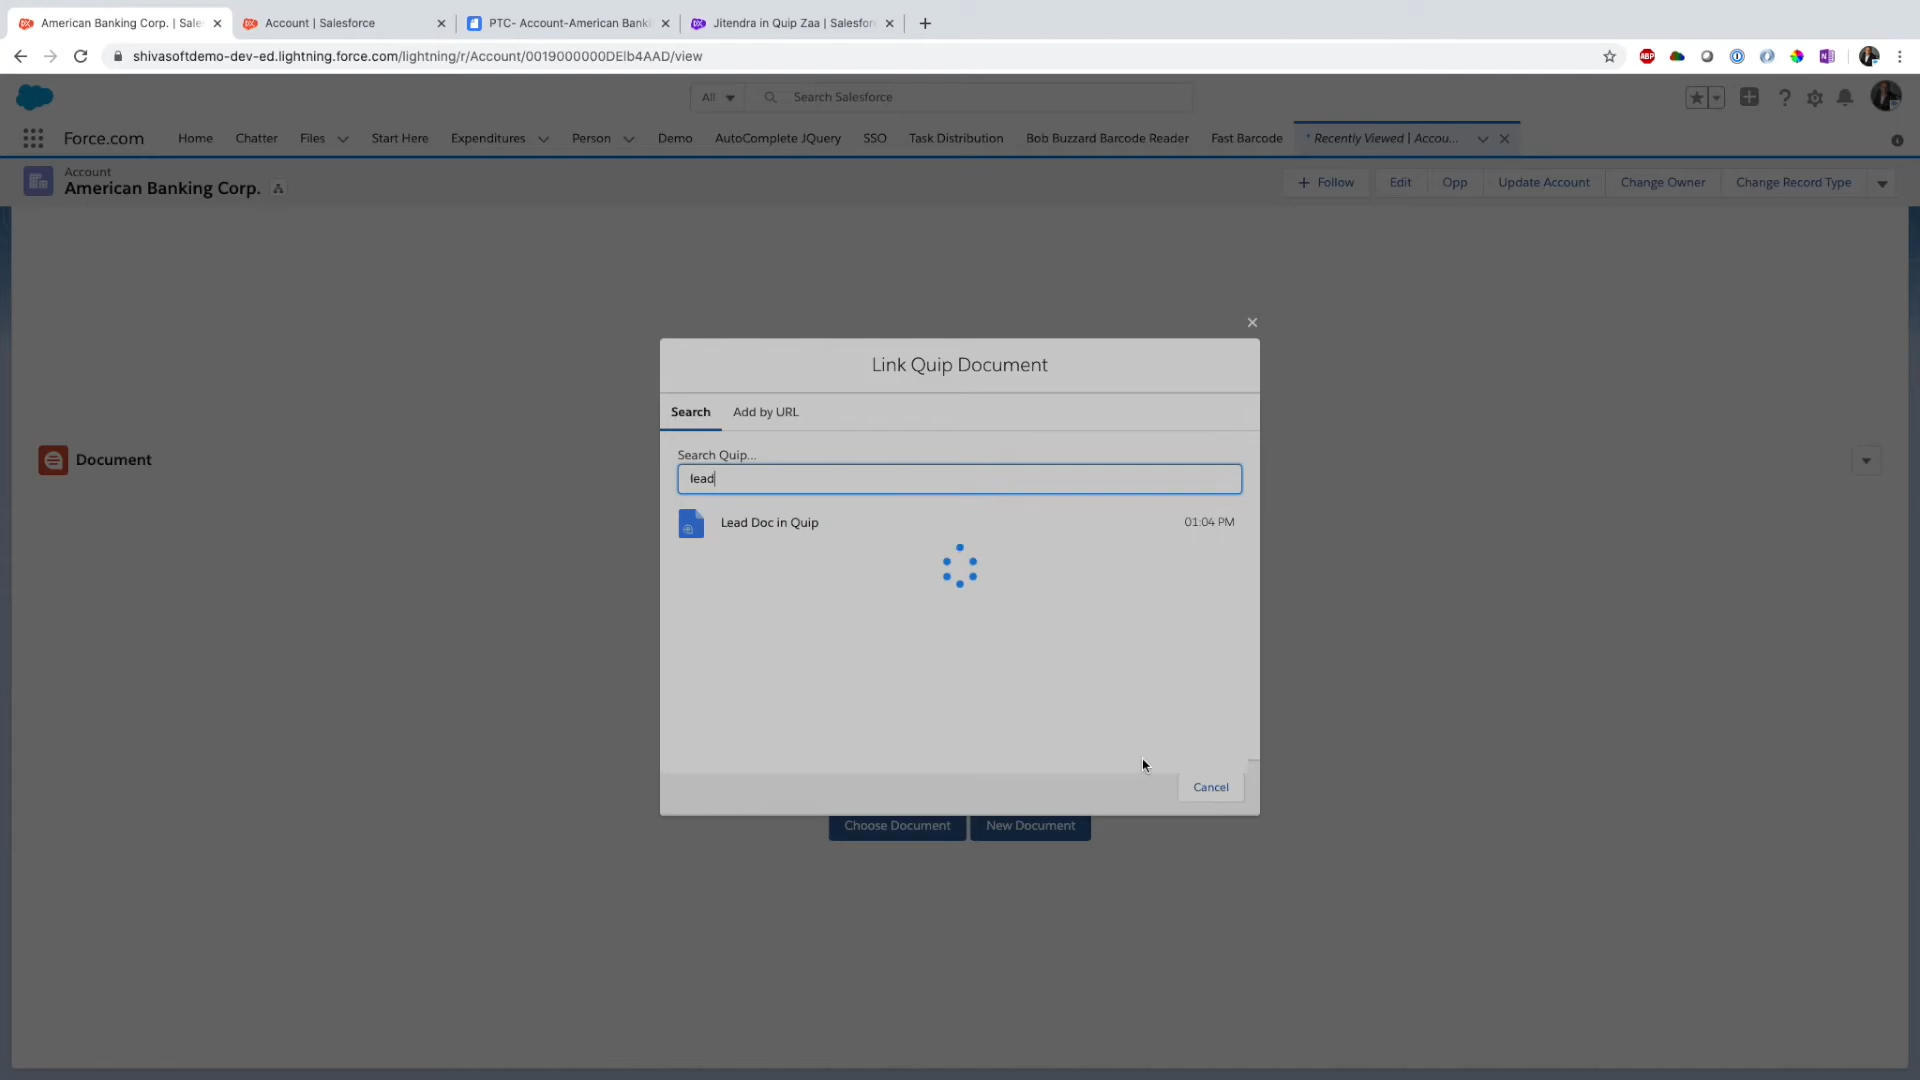 American Banking Corp. | Sale
Account | Salesforce
PTC- Account-American Banki
Jitendra in Quip Zaa | Salesfor
shivasoftdemo-dev-ed.lightning.force.com/lightning/r/Account/0019000000DElb4AAD/view
ABP
All
Search Salesforce
Force.com
Home
Chatter
Files
Start Here
Expenditures
Person
Demo
AutoComplete JQuery
SSO
Task Distribution
Bob Buzzard Barcode Reader
Fast Barcode
* Recently Viewed | Accou...
Account
American Banking Corp.
+ Follow
Edit
Opp
Update Account
Change Owner
Change Record Type
Link Quip Document
Search
Add by URL
Search Quip...
lead
Document
Lead Doc in Quip
01:04 PM
Cancel
Choose Document
New Document